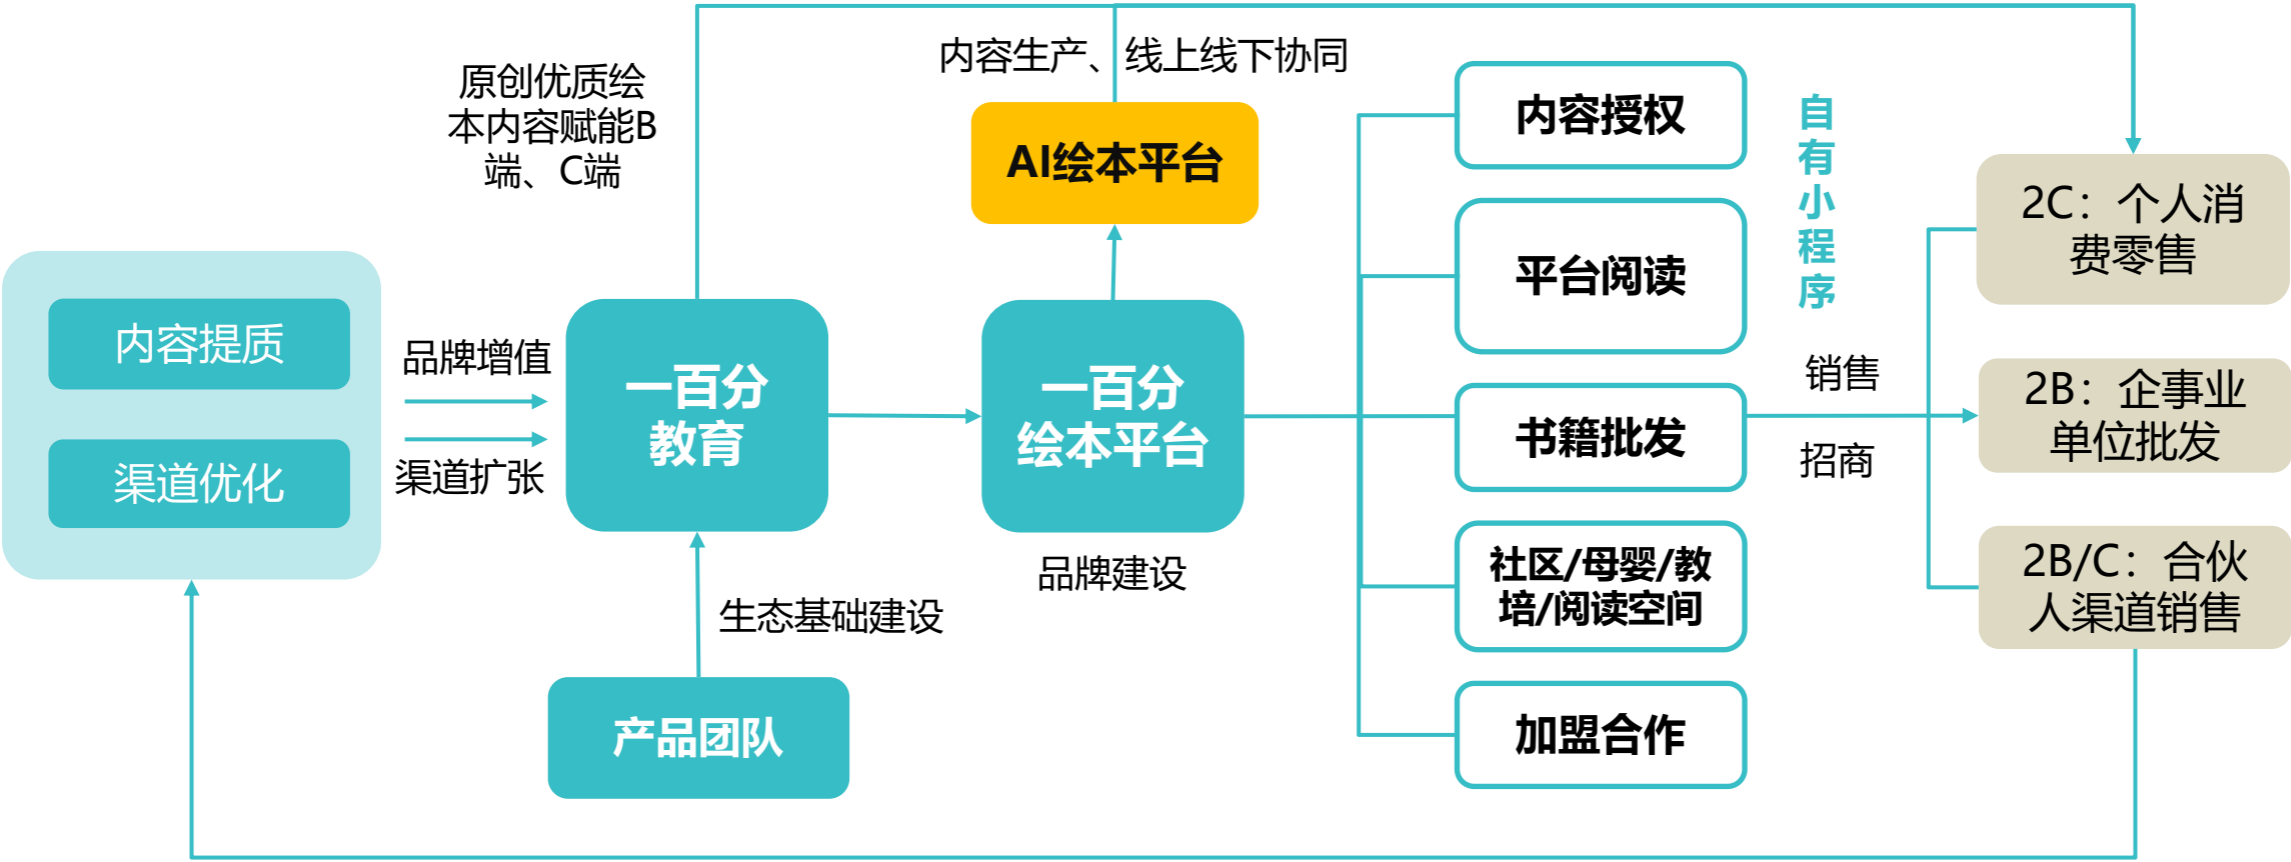 原创优质绘
本内容赋能B
端、C端
内容生产、线上线下协同
AI绘本平台
内容提质
渠道优化
品牌增值
渠道扩张
一百分
教育
生态基础建设
产品团队
一百分
绘本平台
品牌建设
内容授权
平台阅读
书籍批发
社区/母婴/教
培/阅读空间
加盟合作
自
有
小
程
序
销售
招商
2C：个人消
费零售
2B：企事业
单位批发
2B/C：合伙
人渠道销售